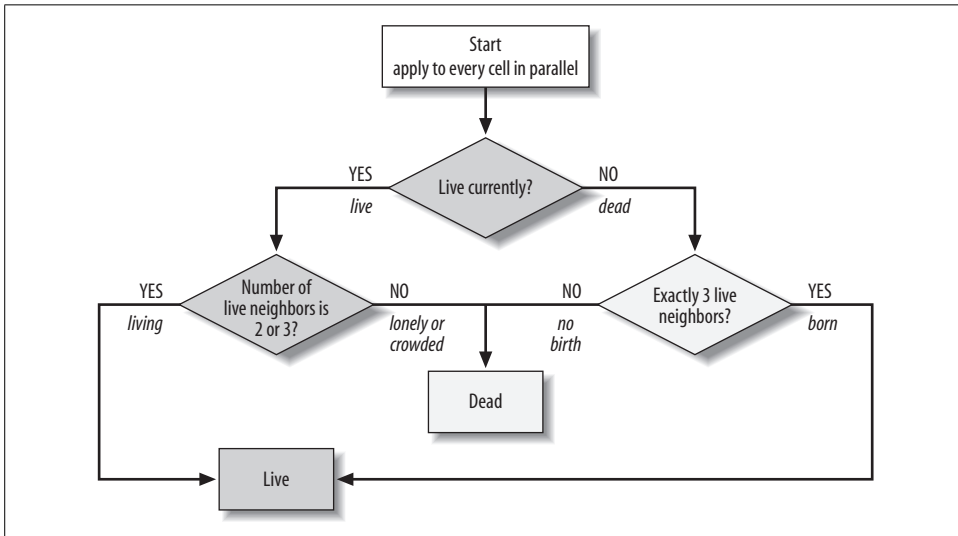 Start
apply to every cell in parallel
Live currently?
YES
live
NO
dead
Number of
live neighbors is
2 or 3?
YES
living
NO
lonely or
crowded
NO
no
birth
Exactly 3 live
neighbors?
YES
born
Dead
Live